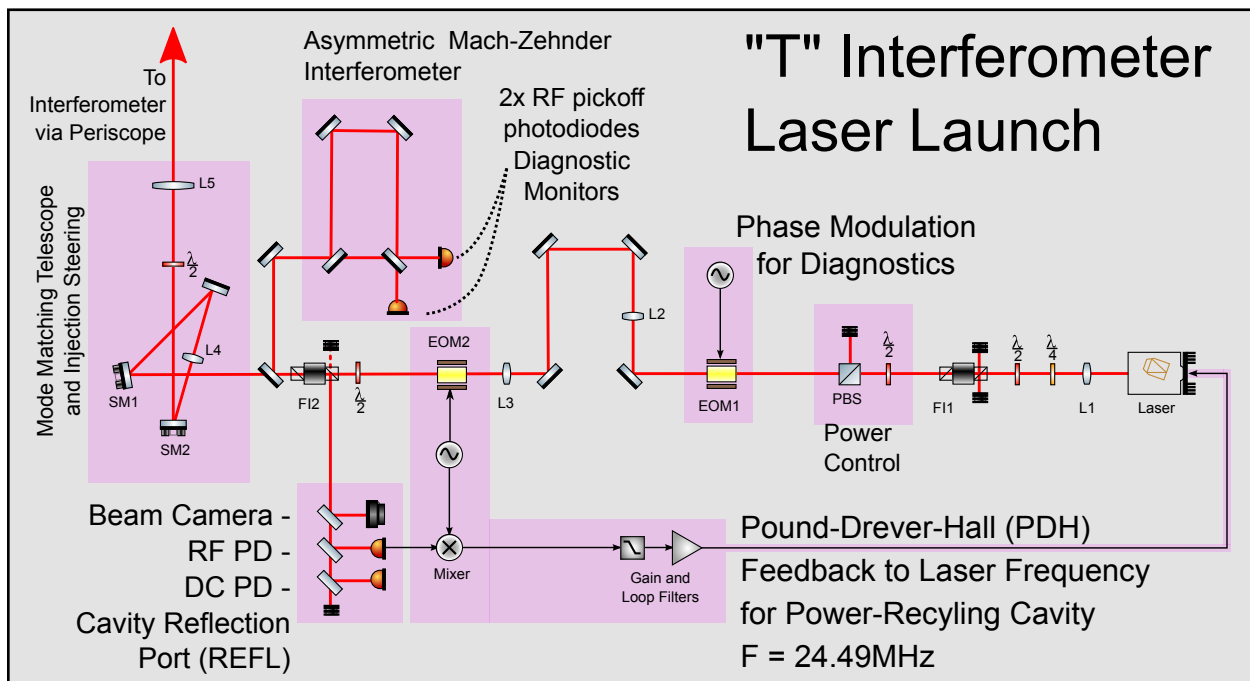 "T" Interferometer
Laser Launch
Asymmetric Mach-Zehnder
Interferometer
To
Interferometer
via Periscope
2x RF pickoff
photodiodes
Diagnostic
Monitors
Mode Matching Telescope
and Injection Steering
L5
λ
2
L4
SM1
SM2
Phase Modulation
for Diagnostics
L2
EOM2
FI2
λ
2
L3
EOM1
λ
2
PBS
Power
Control
FI1
λ
2
λ
4
L1
Laser
Beam Camera -
RF PD -
DC PD -
Cavity Reflection
Port (REFL)
Mixer
Gain and
Loop Filters
Pound-Drever-Hall (PDH)
Feedback to Laser Frequency
for Power-Recyling Cavity
F = 24.49MHz